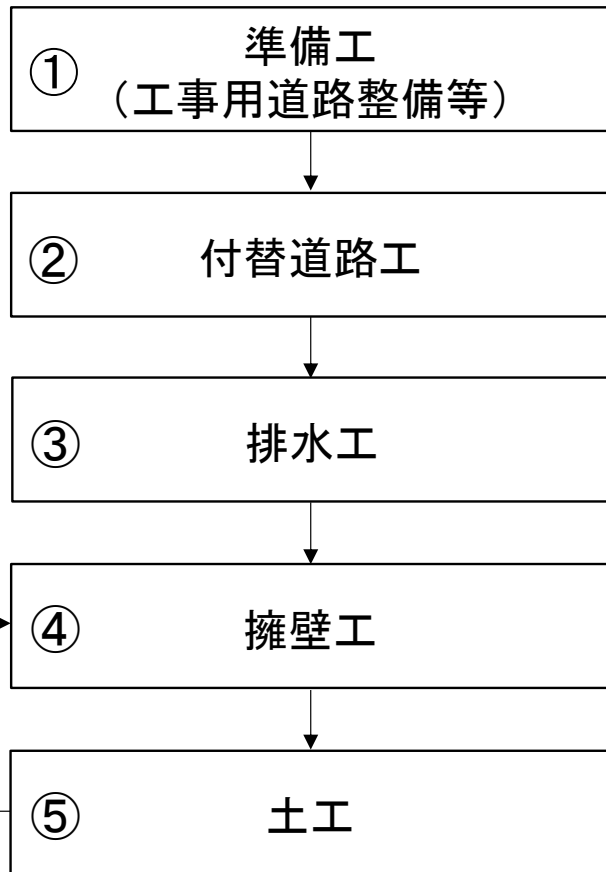 ① 準備工
（工事用道路整備等）
② 付替道路工
③ 排水工
④ 擁壁工
⑤ 土工